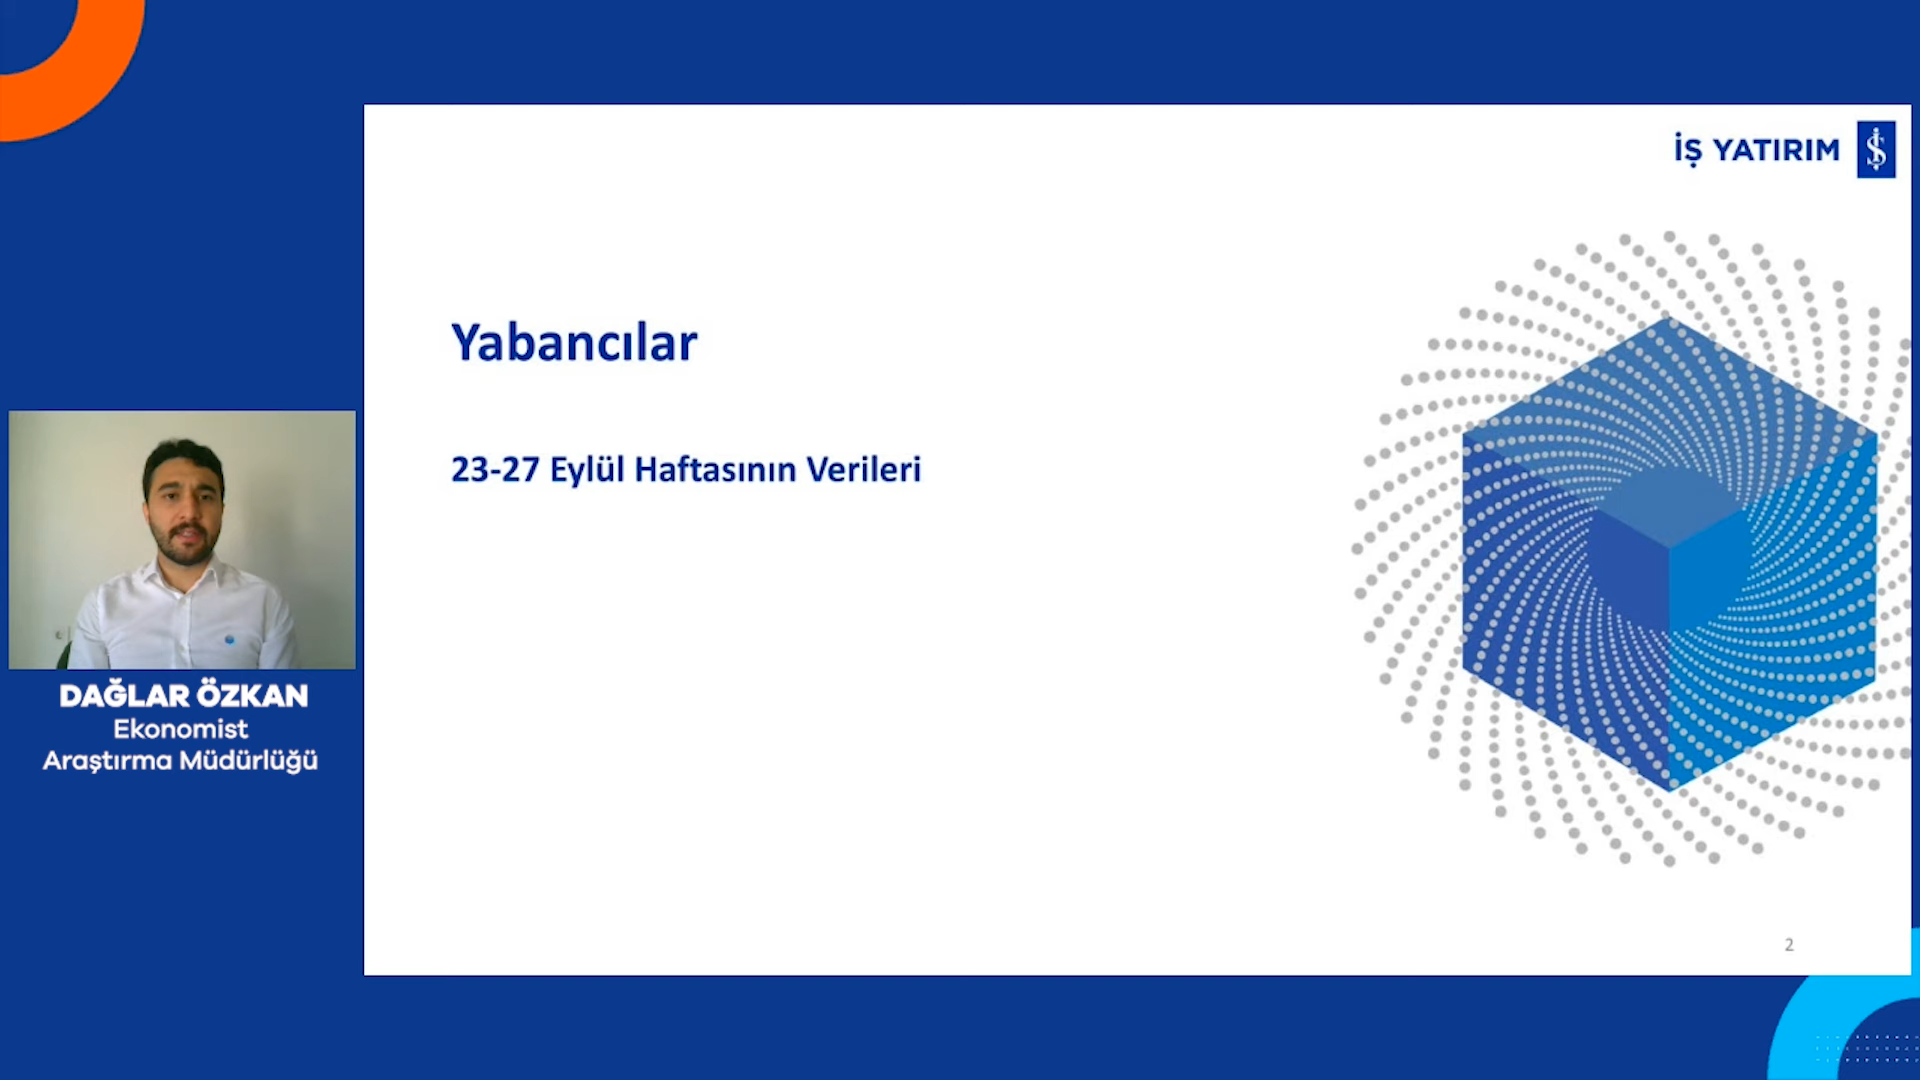 İŞ YATIRIM
Yabancılar
23-27 Eylül Haftasının Verileri
DAĞLAR ÖZKAN
Ekonomist
Araştırma Müdürlüğü
2